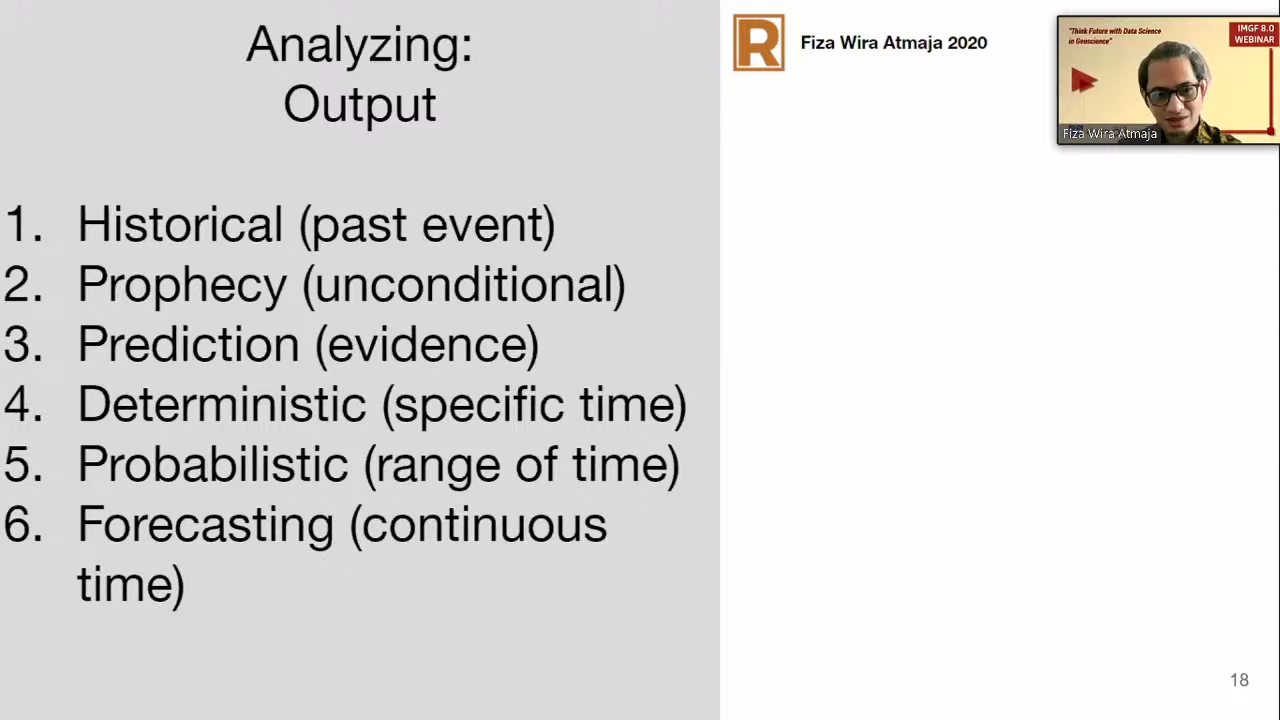 Analyzing:
Output
1. Historical (past event)
2. Prophecy (unconditional)
3. Prediction (evidence)
4. Deterministic (specific time)
5. Probabilistic (range of time)
6. Forecasting (continuous
time)
R
Fiza Wira Atmaja 2020
"Think Future with Data Science
in Geoscience"
IMGF 8.0
WEBINAR
Fiza Wira Atmaja
18